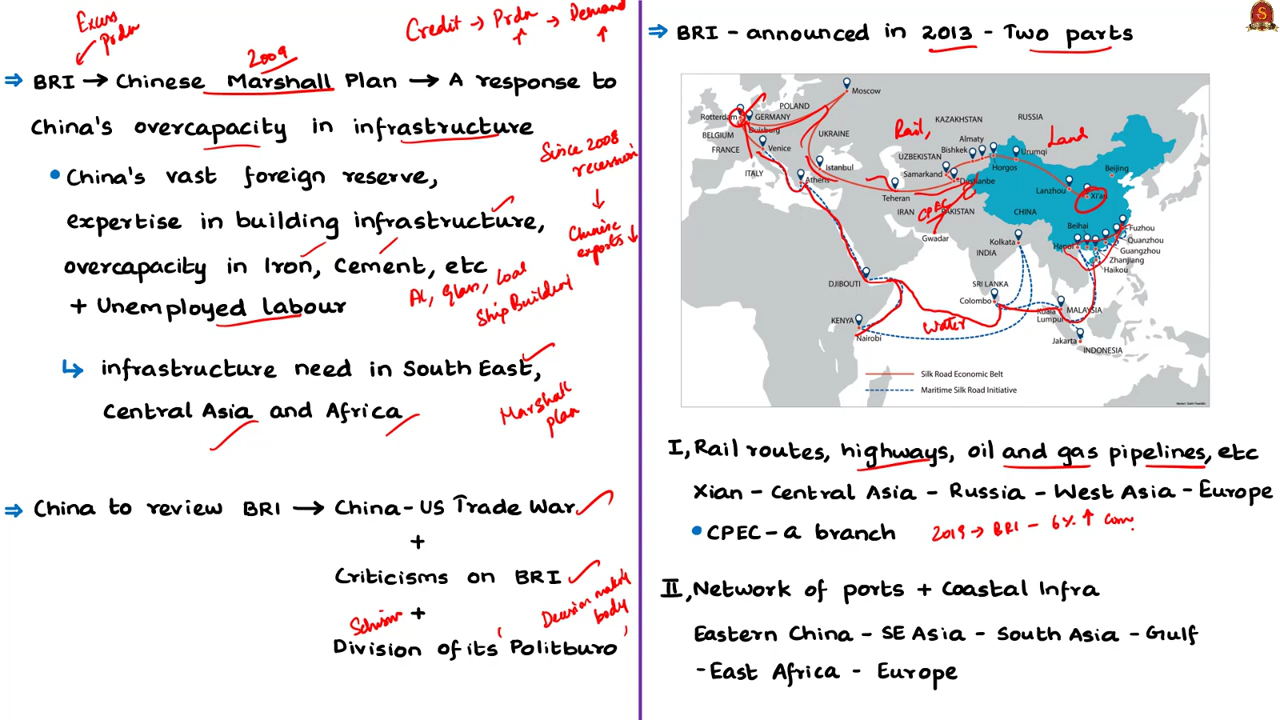 Excess
Prdn
Credit → Prdn → Demand
↑ ↑
2009
⇒ BRI → Chinese Marshall Plan → A response to
China's overcapacity in infrastructure
• China's vast foreign reserve,
expertise in building infrastructure,
overcapacity in Iron, Cement, etc
+ Unemployed labour
Since 2008
recession
↓
Chinese
exports ↓
Al, Glass, Coal
Ship Building
↳ infrastructure need in South East,
Central Asia and Africa
Marshall
plan
⇒ China to review BRI → China-US Trade War
+
Criticisms on BRI
+
Schism
Decision making
body
Division of its (Politburo)
⇒ BRI - announced in 2013 - Two parts
Moscow
POLAND
Rotterdam
GERMANY
Duisburg
BELGIUM
UKRAINE
FRANCE
Venice
ITALY
Istanbul
Athens
RUSSIA
KAZAKHSTAN
Rail,
Land
Almaty
Bishkek
Urumqi
UZBEKISTAN
Horgos
Samarkand
Dushanbe
Beijing
Teheran
Lanzhou
Xi'an
IRAN
CPEC
PAKISTAN
CHINA
Gwadar
Beihai
Fuzhou
Kolkata
Hanoi
Quanzhou
INDIA
Guangzhou
Zhanjiang
Haikou
DJIBOUTI
SRI LANKA
Colombo
Kuala
Lumpur
MALAYSIA
KENYA
Water
Nairobi
Jakarta
INDONESIA
Silk Road Economic Belt
Maritime Silk Road Initiative
I, Rail routes, highways, oil and gas pipelines, etc
Xian - Central Asia - Russia - West Asia - Europe
• CPEC - a branch
2019 → BRI - 6% ↑ Com
II, Network of ports + Coastal Infra
Eastern China - SE Asia - South Asia - Gulf
- East Africa - Europe